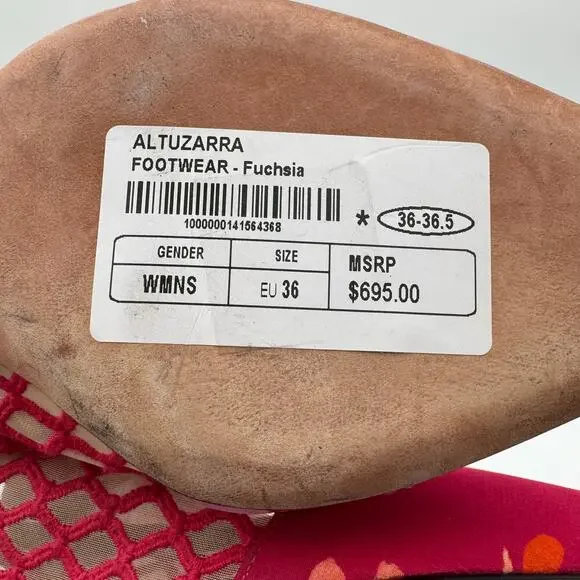 ALTUZARRA
FOOTWEAR - Fuchsia
1000000141564368
* 36-36.5
GENDER SIZE MSRP
WMNS EU 36 $695.00